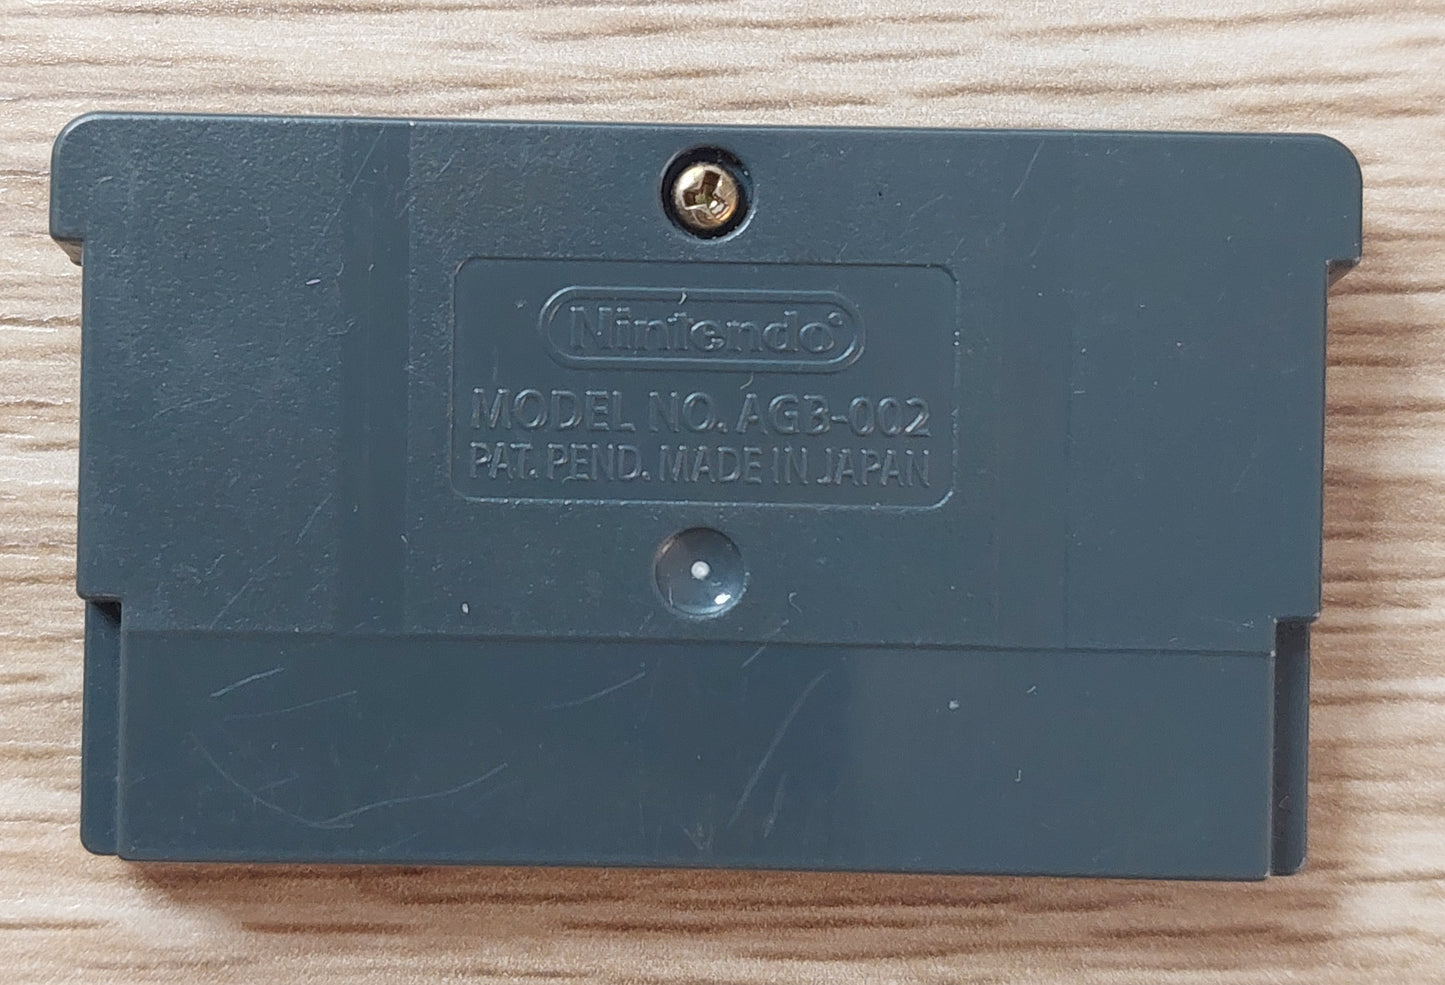 Nintendo®
MODEL NO. AGB-002
PAT. PEND. MADE IN JAPAN